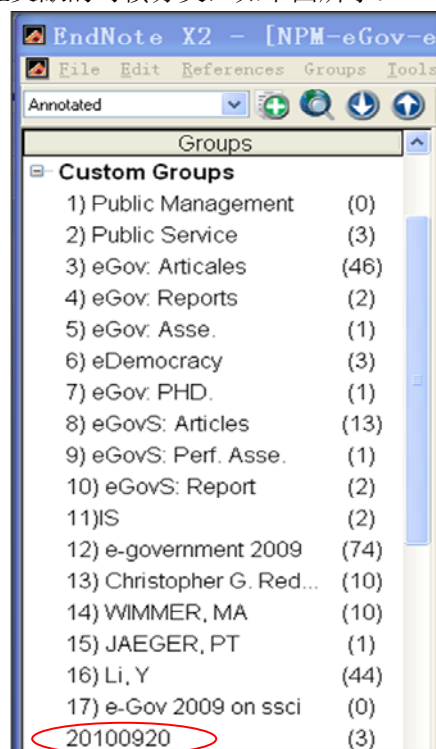 EndNote X2 - [NPM-eGov-e
File Edit References Groups Tools
Annotated
Groups
Custom Groups
1) Public Management (0)
2) Public Service (3)
3) eGov: Articales (46)
4) eGov: Reports (2)
5) eGov: Asse. (1)
6) eDemocracy (3)
7) eGov: PHD. (1)
8) eGovS: Articles (13)
9) eGovS: Perf. Asse. (1)
10) eGovS: Report (2)
11)IS (2)
12) e-government 2009 (74)
13) Christopher G. Red... (10)
14) WIMMER, MA (10)
15) JAEGER, PT (1)
16) Li, Y (44)
17) e-Gov 2009 on ssci (0)
20100920 (3)